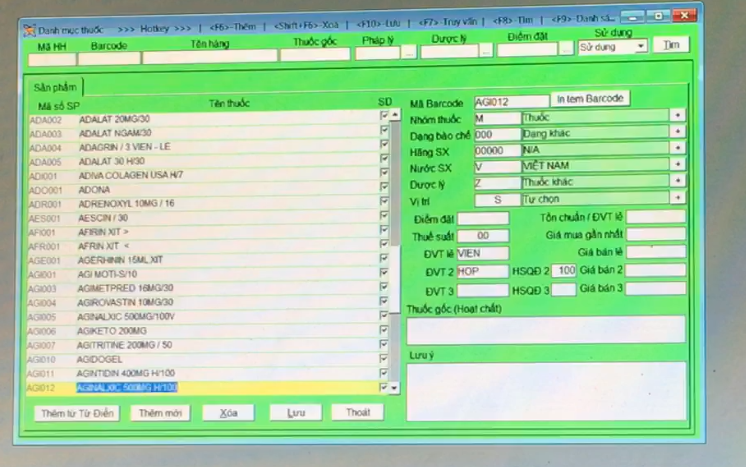 Danh mục thuốc >>> Hotkey >>> | <F6>-Thêm | <Shift+F6>-Xoá | <F10>-Lưu | <F7>-Truy vấn | <F8>-Tìm | <F9>-Danh sá...
Mã HH Barcode Tên hàng Thuốc gốc Pháp lý Dược lý Điểm đặt Sử dụng
... ... ... Sử dụng Tìm
Sản phẩm
Mã số SP Tên thuốc SD
ADA002 ADALAT 20MG/30
ADA003 ADALAT NGAM/30
ADA004 ADAGRIN / 3 VIEN - LE
ADA005 ADALAT 30 H/30
ADI001 ADIVA COLAGEN USA H/7
ADO001 ADONA
ADR001 ADRENOXYL 10MG / 16
AES001 AESCIN / 30
AFI001 AFIRIN XIT >
AFR001 AFRIN XIT <
AGE001 AGERHININ 15ML XIT
AGI001 AGI MOTI-S/10
AGI003 AGIMETPRED 16MG/30
AGI004 AGIROVASTIN 10MG/30
AGI005 AGINALXIC 500MG/100V
AGI006 AGIKETO 200MG
AGI007 AGITRITINE 200MG / 50
AGI010 AGIDOGEL
AGI011 AGINTIDIN 400MG H/100
AGI012 AGINALXIC 500MG H/100
Thêm từ Từ Điển Thêm mới Xóa Lưu Thoát
Mã Barcode AGI012 In tem Barcode
Nhóm thuốc M Thuốc +
Dạng bào chế 000 Dạng khác +
Hãng SX 00000 N/A +
Nước SX V VIỆT NAM +
Dược lý Z Thuốc khác +
Vị trí S Tự chọn +
Điểm đặt Tồn chuẩn / ĐVT lẻ
Thuế suất 00 Giá mua gần nhất
ĐVT lẻ VIEN Giá bán lẻ
ĐVT 2 HOP HSQĐ 2 100 Giá bán 2
ĐVT 3 HSQĐ 3 Giá bán 3
Thuốc gốc (Hoạt chất)
Lưu ý